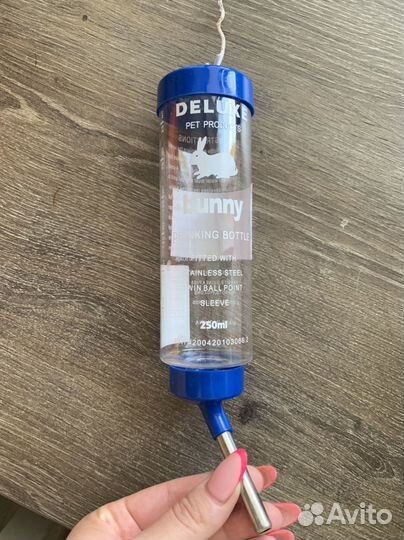 DELUXE
PET PRODUCTS
bunny
DRINKING BOTTLE
FITTED WITH
STAINLESS STEEL
TWIN BALL POINT
SLEEVE
250ml
Avito